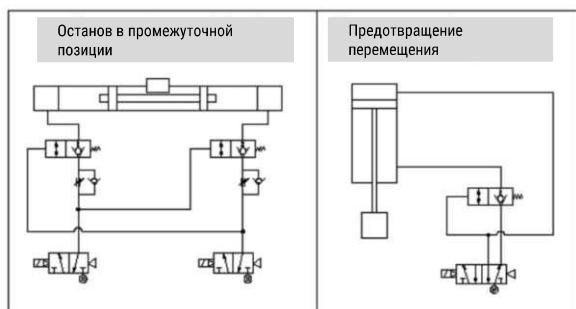 Останов в промежуточной
позиции
Предотвращение
перемещения